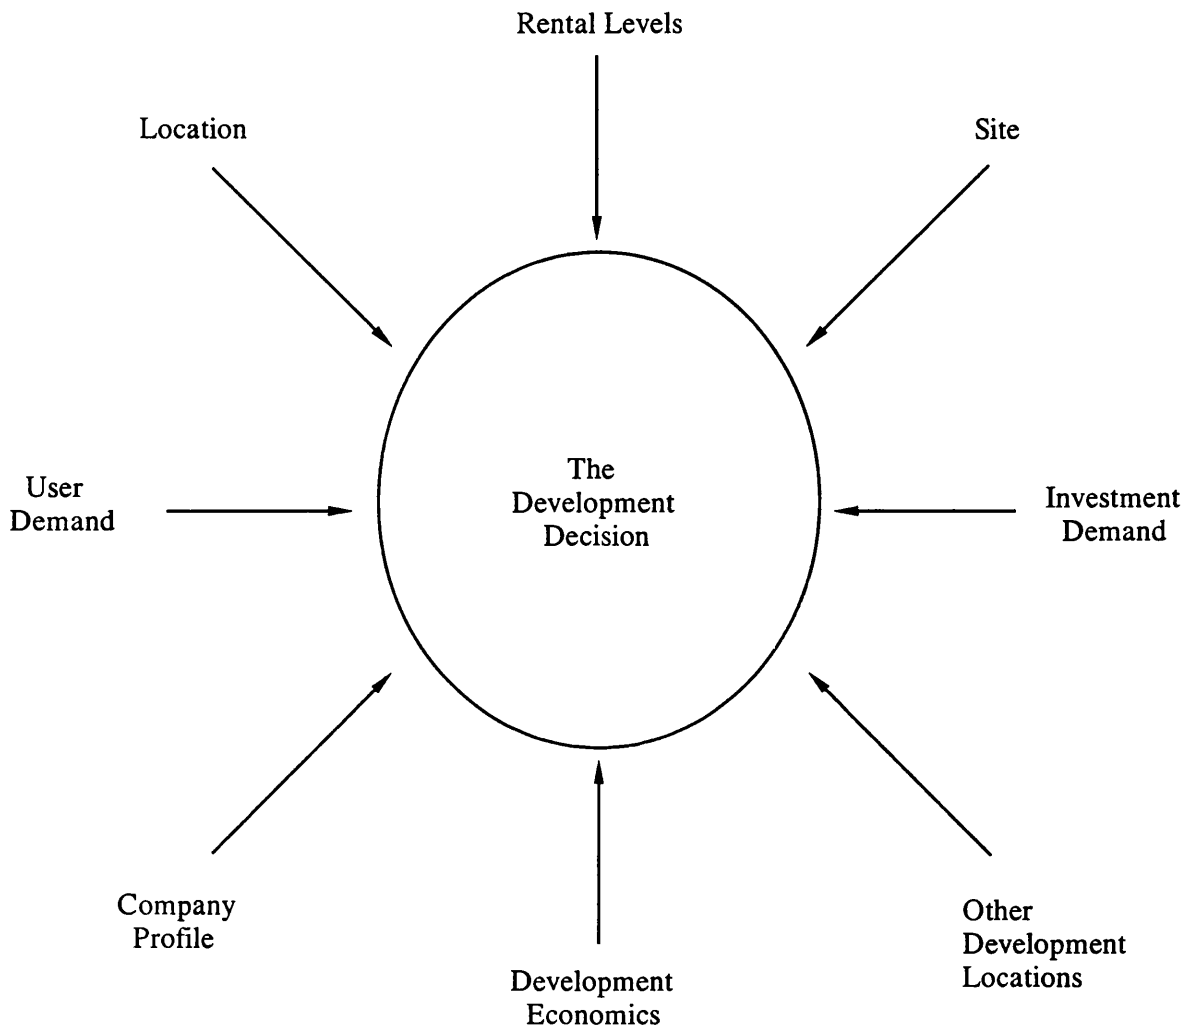 Rental Levels
Location
Site
The
Development
Decision
User
Demand
Investment
Demand
Company
Profile
Other
Development
Locations
Development
Economics